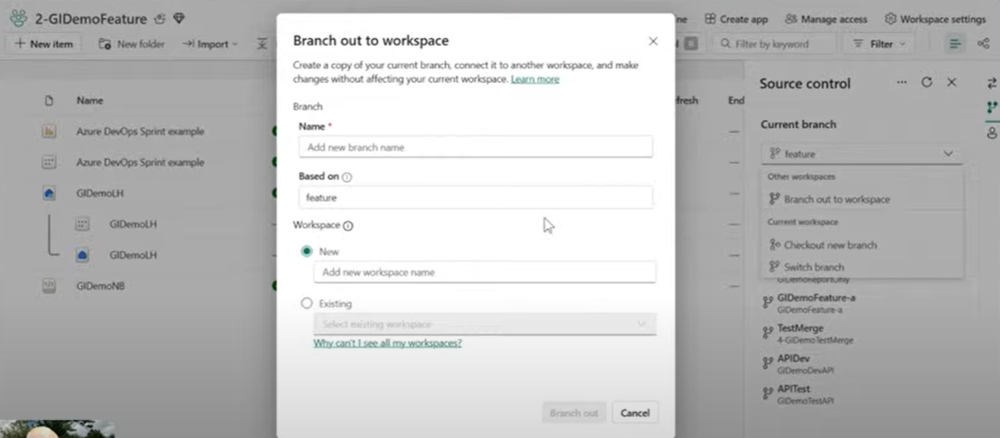 2-GIDemoFeature
Create app
Manage access
Workspace settings
New item
New folder
Import
Filter by keyword
Filter
Name
Azure DevOps Sprint example
Azure DevOps Sprint example
GIDemoLH
GIDemoLH
GIDemoLH
GIDemoNB
Branch out to workspace
Create a copy of your current branch, connect it to another workspace, and make
changes without affecting your current workspace. Learn more
Branch
Name *
Add new branch name
Based on
feature
Workspace
New
Add new workspace name
Existing
Select existing workspace
Why can't I see all my workspaces?
Branch out
Cancel
fresh
End
Source control
Current branch
feature
Other workspaces
Branch out to workspace
Current workspace
Checkout new branch
Switch branch
GIDemoFeature-a
GIDemoFeature-a
TestMerge
4-GIDemoTestMerge
APIDev
GIDemoDevAPI
APITest
GIDemoTestAPI